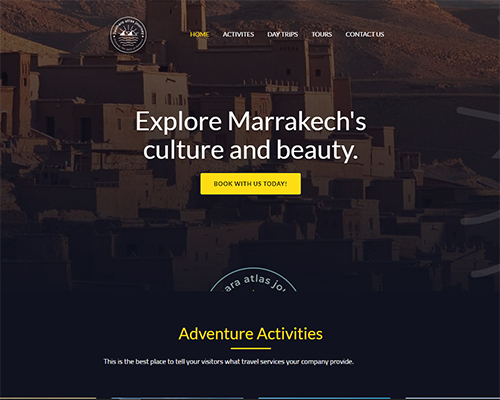 HOME ACTIVITES DAY TRIPS TOURS CONTACT US
Explore Marrakech's
culture and beauty.
BOOK WITH US TODAY!
ara atlas jo
Adventure Activities
This is the best place to tell your visitors what travel services your company provide.